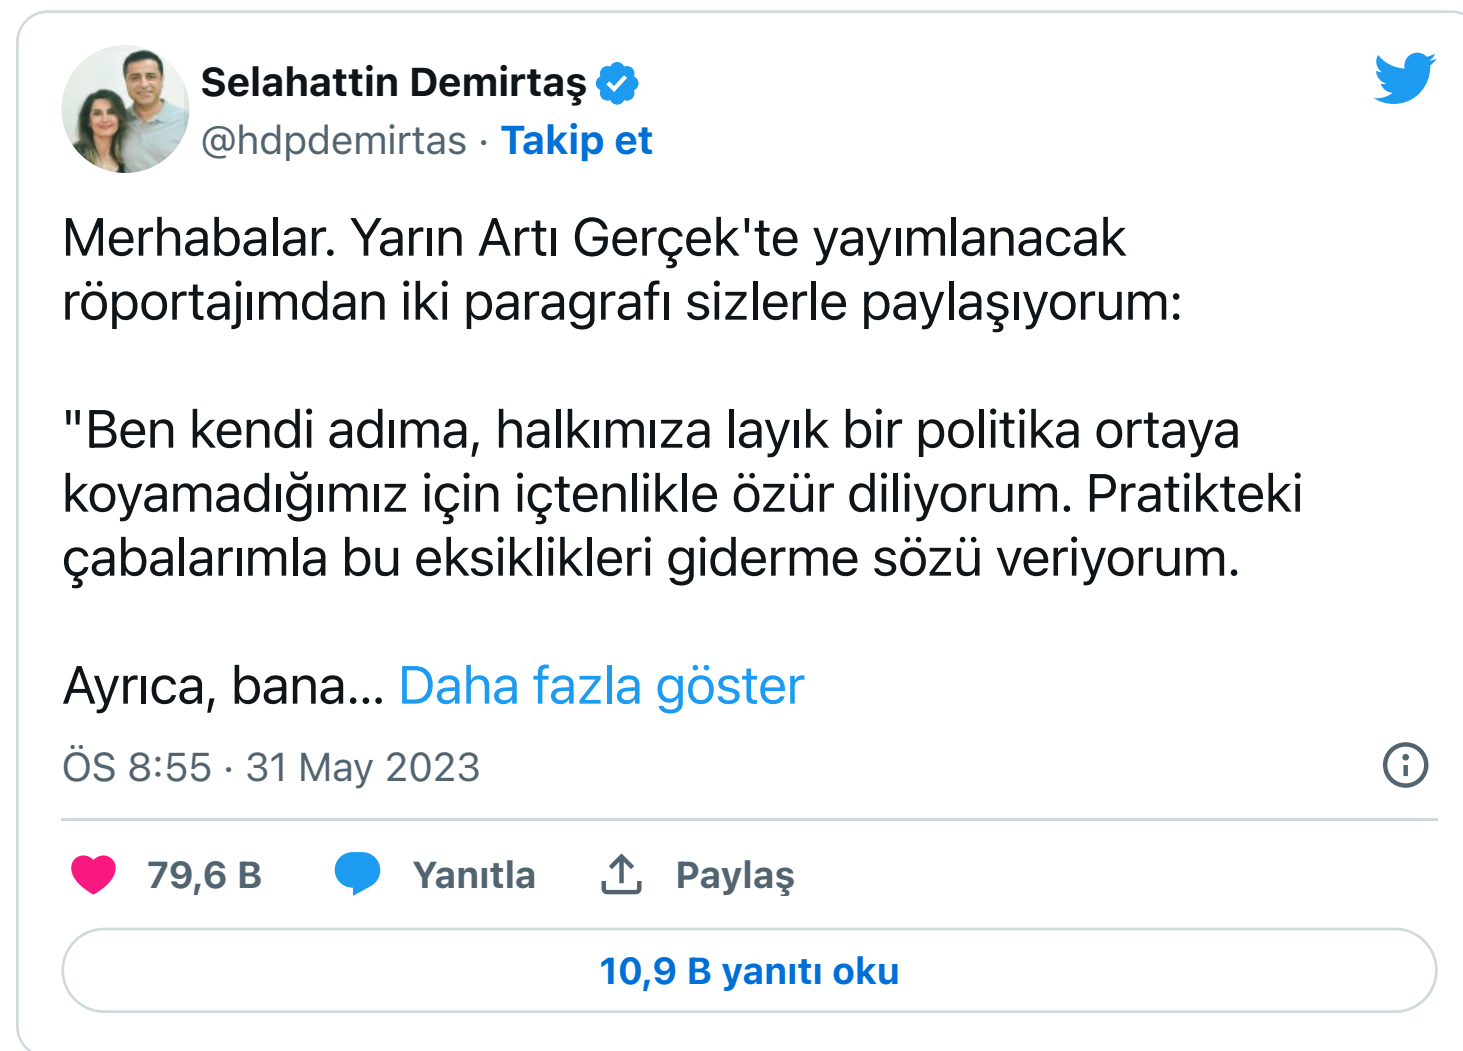 Selahattin Demirtaş
@hdpdemirtas · Takip et
Merhabalar. Yarın Artı Gerçek'te yayımlanacak
röportajımdan iki paragrafı sizlerle paylaşıyorum:
"Ben kendi adıma, halkımıza layık bir politika ortaya
koyamadığımız için içtenlikle özür diliyorum. Pratikteki
çabalarımla bu eksiklikleri giderme sözü veriyorum.
Ayrıca, bana... Daha fazla göster
ÖS 8:55 · 31 May 2023
79,6 B Yanıtla Paylaş
10,9 B yanıtı oku